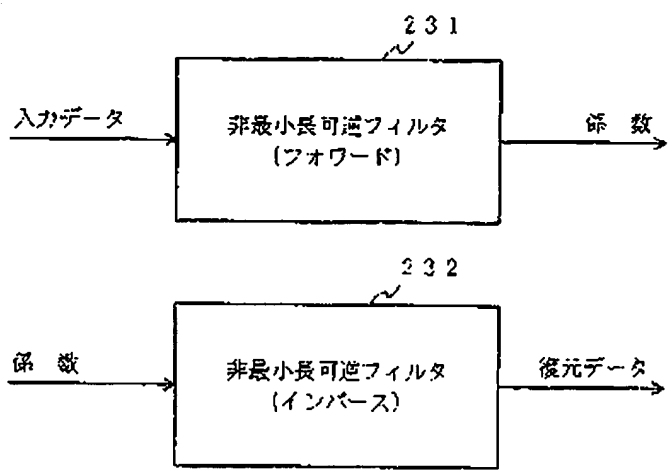 231
入力データ
非最小長可逆フィルタ
(フォワード)
係数
232
係数
非最小長可逆フィルタ
(インバース)
復元データ